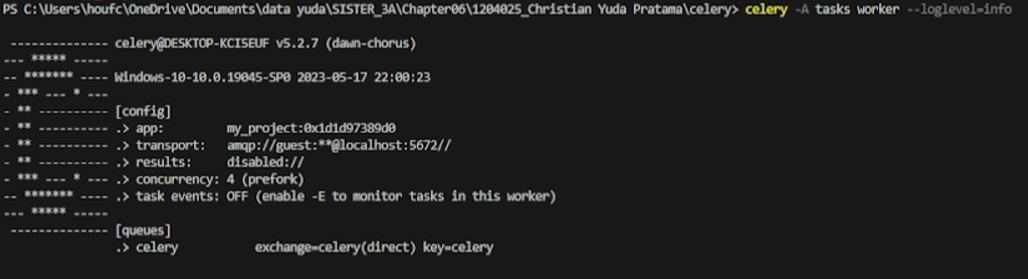 PS C:\Users\houfc\OneDrive\Documents\data yuda\SISTER_3A\Chapter06\1204025_Christian Yuda Pratama\celery> celery -A tasks worker --loglevel=info
 -------------- celery@DESKTOP-KCI5EUF v5.2.7 (dawn-chorus)
--- ***** -----
-- ******* ---- Windows-10-10.0.19045-SP0 2023-05-17 22:00:23
- *** --- * ---
- ** ---------- [config]
- ** ---------- .> app:         my_project:0x1d1d97389d0
- ** ---------- .> transport:   amqp://guest:**@localhost:5672//
- ** ---------- .> results:     disabled://
- *** --- * --- .> concurrency: 4 (prefork)
-- ******* ---- .> task events: OFF (enable -E to monitor tasks in this worker)
--- ***** -----
 -------------- [queues]
                .> celery           exchange=celery(direct) key=celery